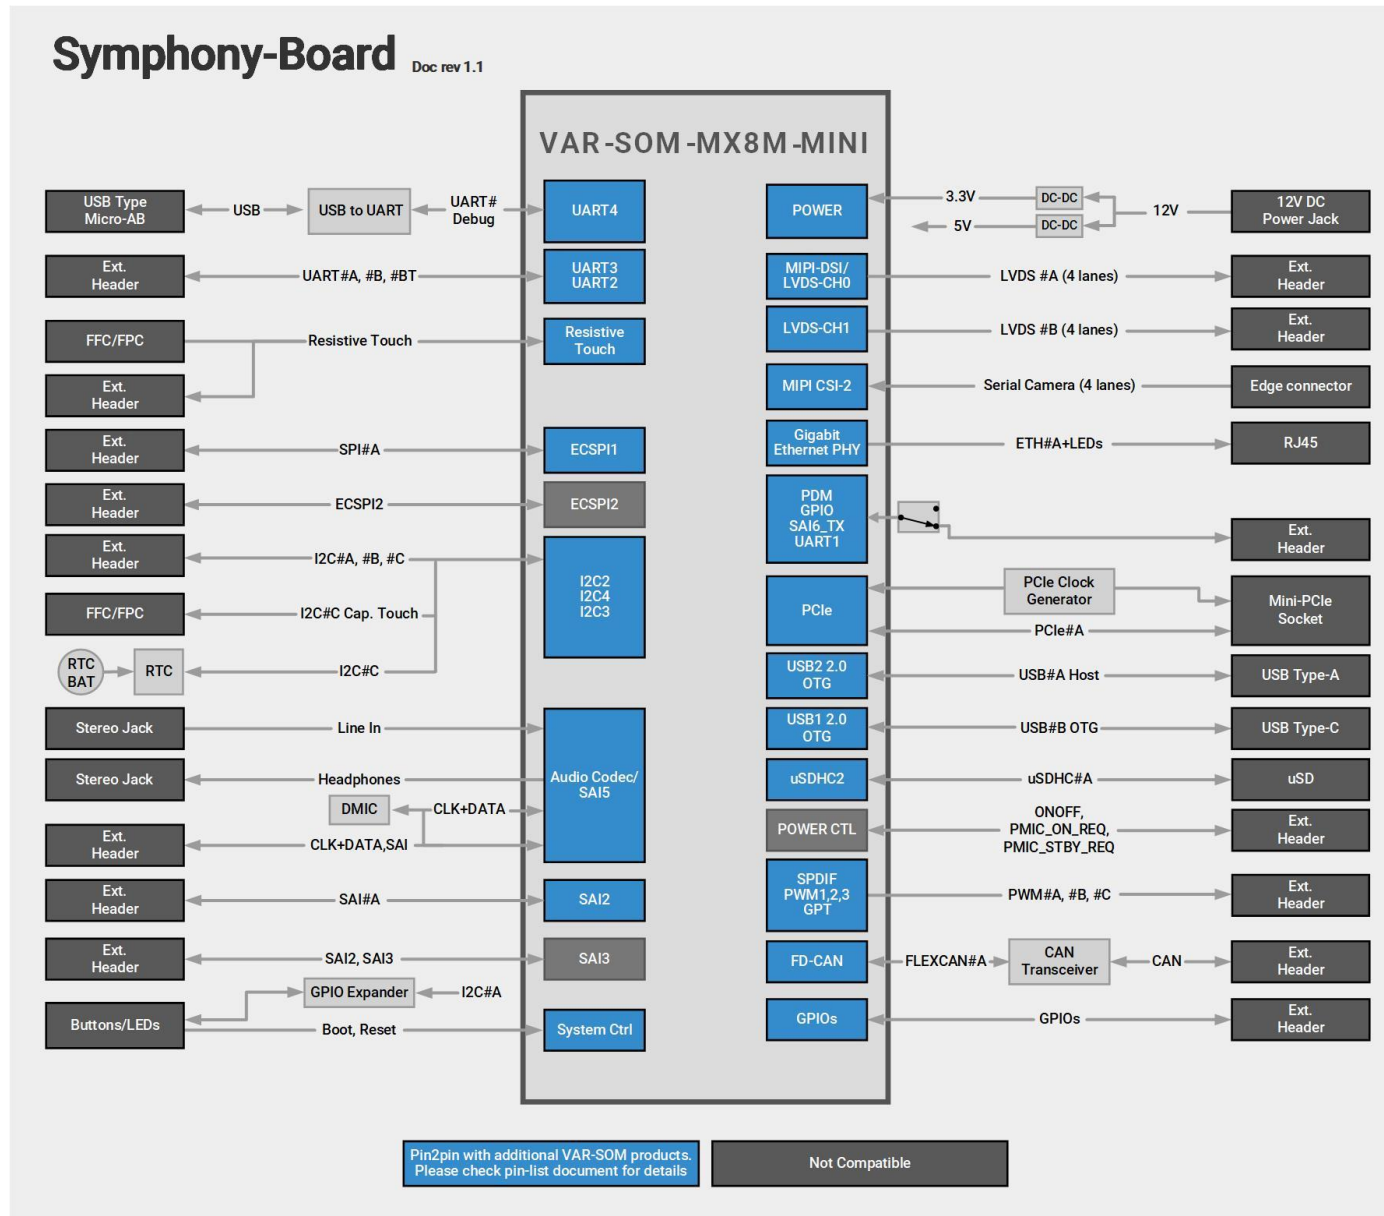 Symphony-Board Doc rev 1.1
VAR-SOM-MX8M-MINI
USB Type
Micro-AB
USB
USB to UART
UART#
Debug
UART4
Ext.
Header
UART#A, #B, #BT
UART3
UART2
FFC/FPC
Resistive Touch
Resistive
Touch
Ext.
Header
Ext.
Header
SPI#A
ECSPI1
Ext.
Header
ECSPI2
ECSPI2
Ext.
Header
I2C#A, #B, #C
I2C2
I2C4
I2C3
FFC/FPC
I2C#C Cap. Touch
RTC
BAT
RTC
I2C#C
Stereo Jack
Line In
Audio Codec/
SAI5
Stereo Jack
Headphones
DMIC
CLK+DATA
Ext.
Header
CLK+DATA,SAI
Ext.
Header
SAI#A
SAI2
Ext.
Header
SAI2, SAI3
SAI3
GPIO Expander
I2C#A
Buttons/LEDs
Boot, Reset
System Ctrl
POWER
3.3V
DC-DC
5V
DC-DC
12V
12V DC
Power Jack
MIPI-DSI/
LVDS-CH0
LVDS #A (4 lanes)
Ext.
Header
LVDS-CH1
LVDS #B (4 lanes)
Ext.
Header
MIPI CSI-2
Serial Camera (4 lanes)
Edge connector
Gigabit
Ethernet PHY
ETH#A+LEDs
RJ45
PDM
GPIO
SAI6_TX
UART1
Ext.
Header
PCIe
PCIe Clock
Generator
PCIe#A
Mini-PCIe
Socket
USB2 2.0
OTG
USB#A Host
USB Type-A
USB1 2.0
OTG
USB#B OTG
USB Type-C
uSDHC2
uSDHC#A
uSD
POWER CTL
ONOFF,
PMIC_ON_REQ,
PMIC_STBY_REQ
Ext.
Header
SPDIF
PWM1,2,3
GPT
PWM#A, #B, #C
Ext.
Header
FD-CAN
FLEXCAN#A
CAN
Transceiver
CAN
Ext.
Header
GPIOs
GPIOs
Ext.
Header
Pin2pin with additional VAR-SOM products.
Please check pin-list document for details
Not Compatible